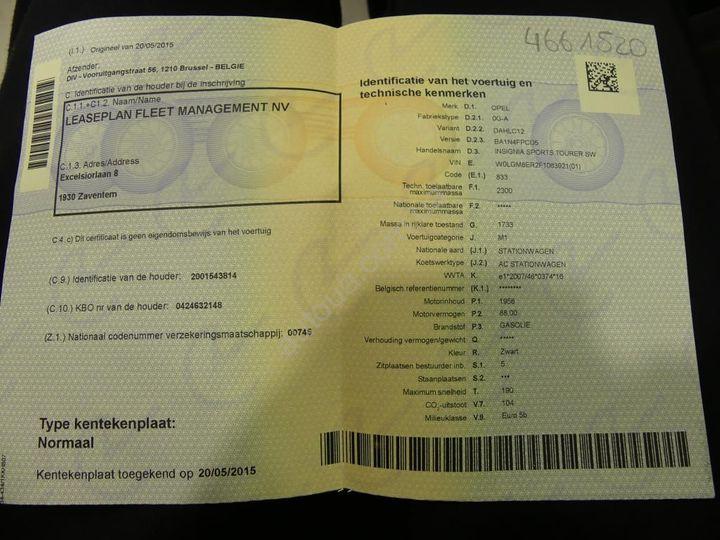 (I.1.) Origineel van 20/05/2015
Afzender:
DIV - Vooruitgangstraat 56, 1210 Brussel - BELGIE
C. Identificatie van de houder bij de inschrijving
C.1.1.+C1.2. Naam/Name
LEASEPLAN FLEET MANAGEMENT NV
C.1.3. Adres/Address
Excelsiorlaan 8
1930 Zaventem
C.4. c) Dit certificaat is geen eigendomsbewijs van het voertuig
(C.9.) Identificatie van de houder: 2001543814
(C.10.) KBO nr van de houder: 0424632148
(Z.1.) Nationaal codenummer verzekeringsmaatschappij: 00745
Type kentekenplaat:
Normaal
Kentekenplaat toegekend op 20/05/2015
4661520
Identificatie van het voertuig en
technische kenmerken
Merk D.1. OPEL
Fabriekstype D.2.1. 0G-A
Variant D.2.2. DAHLC12
Versie D.2.3. BA1N4FPCD5
Handelsnaam D.3. INSIGNIA SPORTS TOURER SW
VIN E. W0LGM8ER2F1083931(01)
Code (E.1.) 833
Techn. toelaatbare
maximummassa F.1. 2300
Nationale toelaatbare
maximummassa F.2. *****
Massa in rijklare toestand G. 1733
Voertuigcategorie J. M1
Nationale aard (J.1.) STATIONWAGEN
Koetswerktype (J.2.) AC STATIONWAGEN
VVTA K. e1*2007/46*0374*16
Belgisch referentienummer (K.1.) ********
Motorinhoud P.1. 1956
Motorvermogen P.2. 88,00
Brandstof P.3. GASOLIE
Verhouding vermogen/gewicht Q. *****
Kleur R. Zwart
Zitplaatsen bestuurder inb. S.1. 5
Staanplaatsen S.2. ***
Maximum snelheid T. 190
CO₂-uitstoot V.7. 104
Milieuklasse V.9. Euro 5b